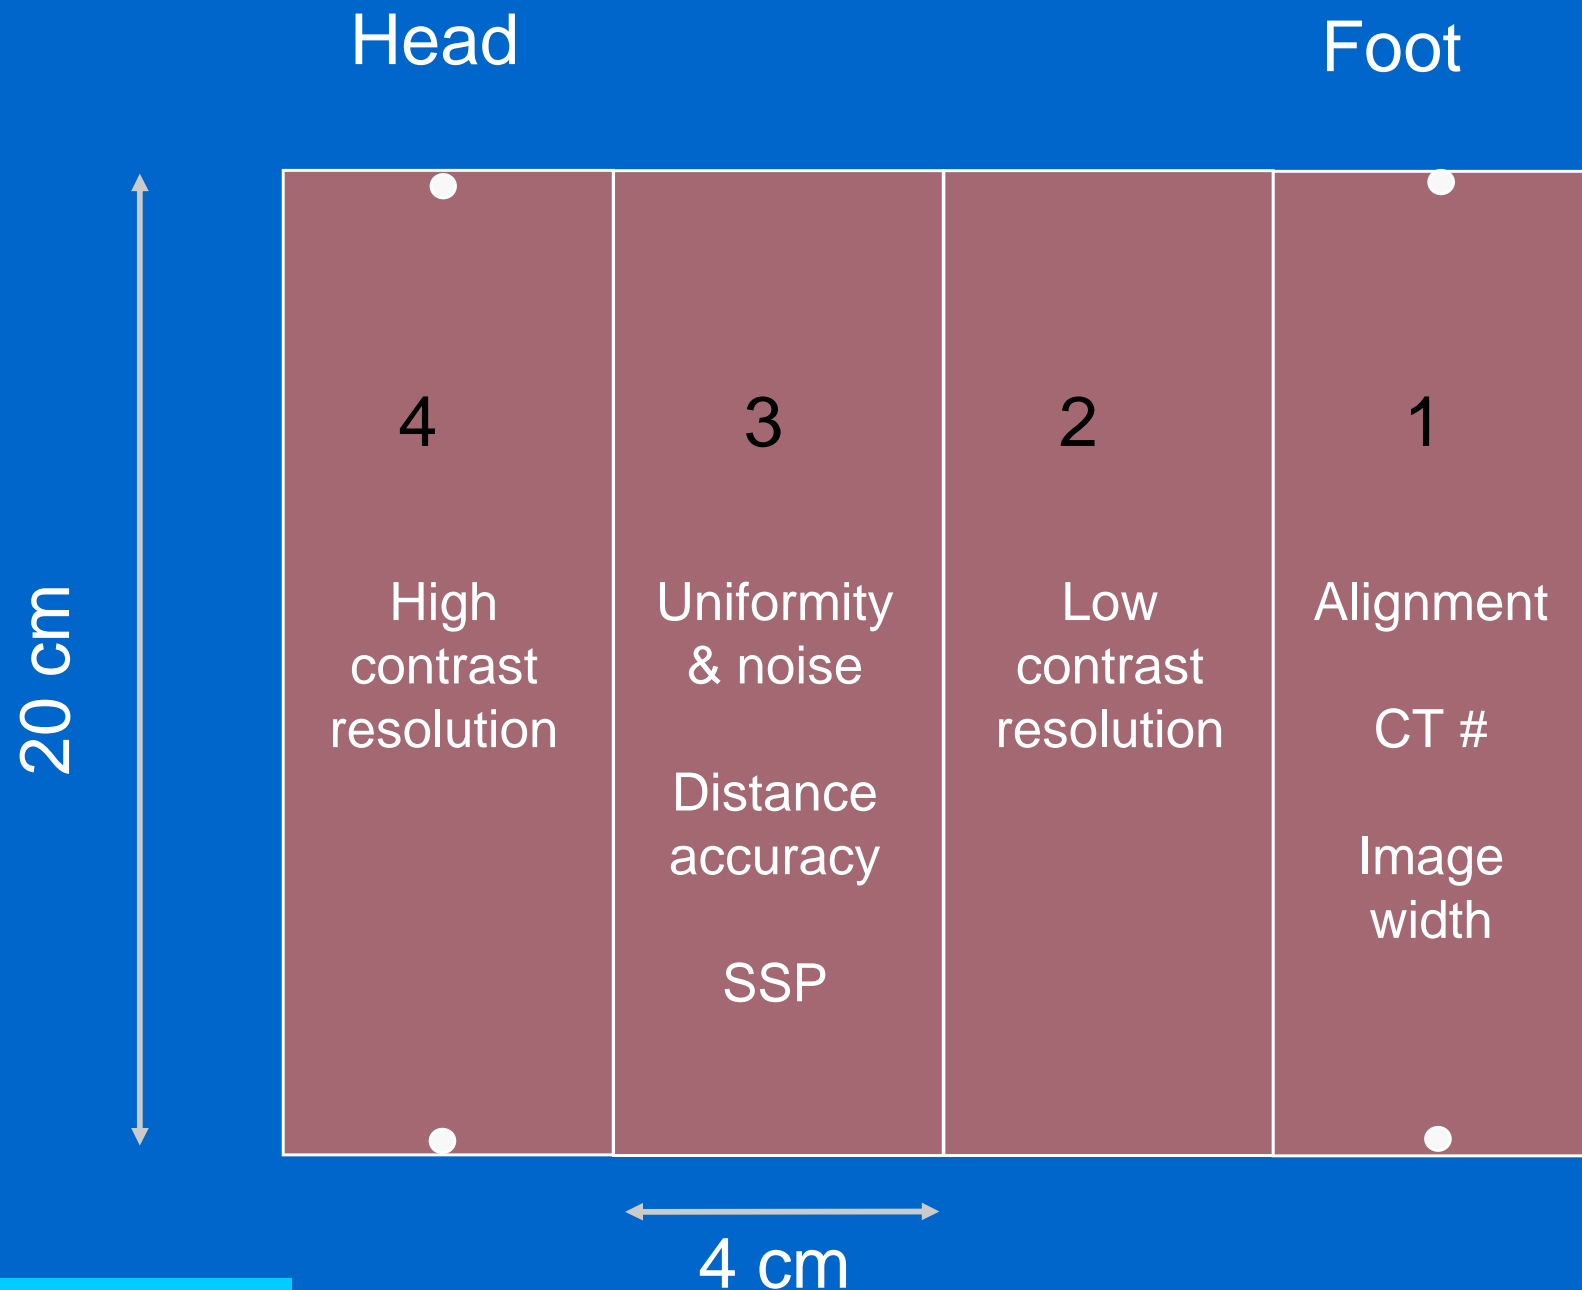 Head
Foot
20 cm
4
High
contrast
resolution
3
Uniformity
& noise
Distance
accuracy
SSP
2
Low
contrast
resolution
1
Alignment
CT #
Image
width
4 cm